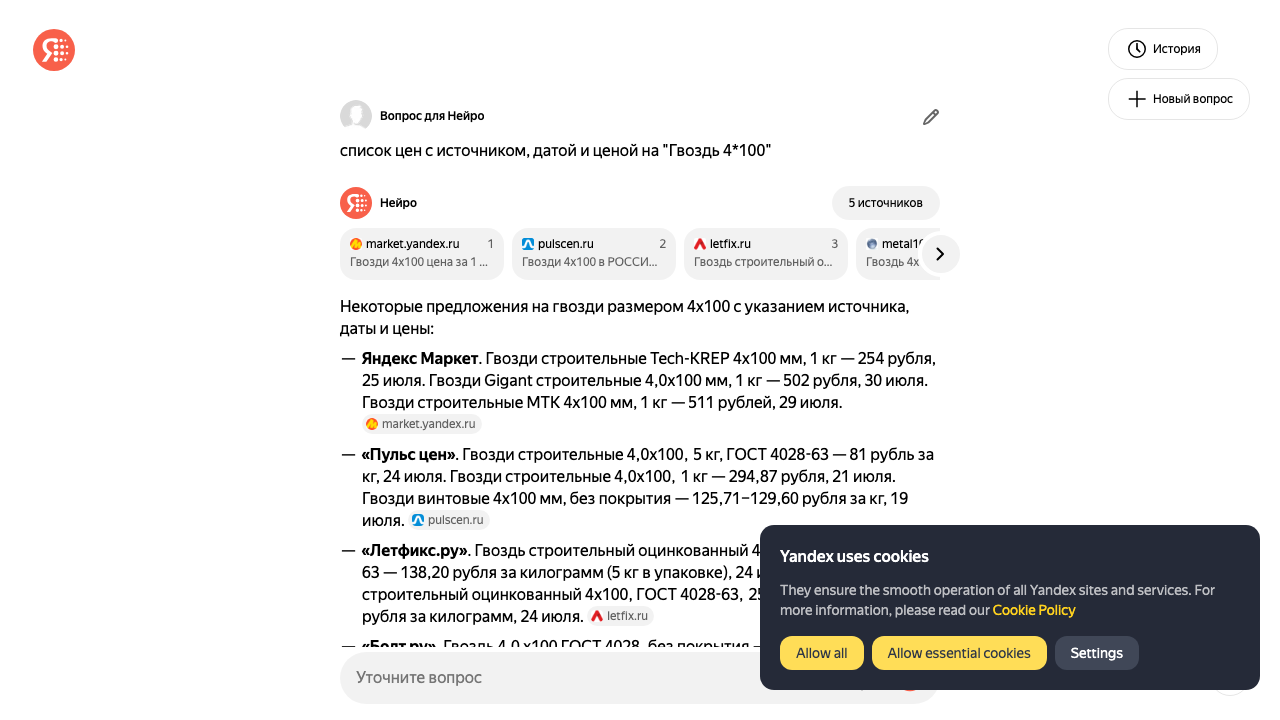 История
Новый вопрос
Вопрос для Нейро
список цен с источником, датой и ценой на "Гвоздь 4*100"
Нейро
5 источников
market.yandex.ru 1
Гвозди 4х100 цена за 1 ...
pulscen.ru 2
Гвозди 4х100 в РОССИ...
letfix.ru 3
Гвоздь строительный о...
Гвоздь 4х
Некоторые предложения на гвозди размером 4х100 с указанием источника,
даты и цены:
— Яндекс Маркет. Гвозди строительные Tech-KREP 4х100 мм, 1 кг — 254 рубля,
25 июля. Гвозди Gigant строительные 4,0х100 мм, 1 кг — 502 рубля, 30 июля.
Гвозди строительные МТК 4х100 мм, 1 кг — 511 рублей, 29 июля.
market.yandex.ru
— «Пульс цен». Гвозди строительные 4,0х100, 5 кг, ГОСТ 4028-63 — 81 рубль за
кг, 24 июля. Гвозди строительные 4,0х100, 1 кг — 294,87 рубля, 21 июля.
Гвозди винтовые 4х100 мм, без покрытия — 125,71–129,60 рубля за кг, 19
июля. pulscen.ru
— «Летфикс.ру». Гвоздь строительный оцинкованный 4
63 — 138,20 рубля за килограмм (5 кг в упаковке), 24 и
строительный оцинкованный 4х100, ГОСТ 4028-63, 25
рубля за килограмм, 24 июля. letfix.ru
— «Болт.ру». Гвоздь 4,0 х100 ГОСТ 4028, без покрытия —
Уточните вопрос
Yandex uses cookies
They ensure the smooth operation of all Yandex sites and services. For
more information, please read our Cookie Policy
Allow all
Allow essential cookies
Settings